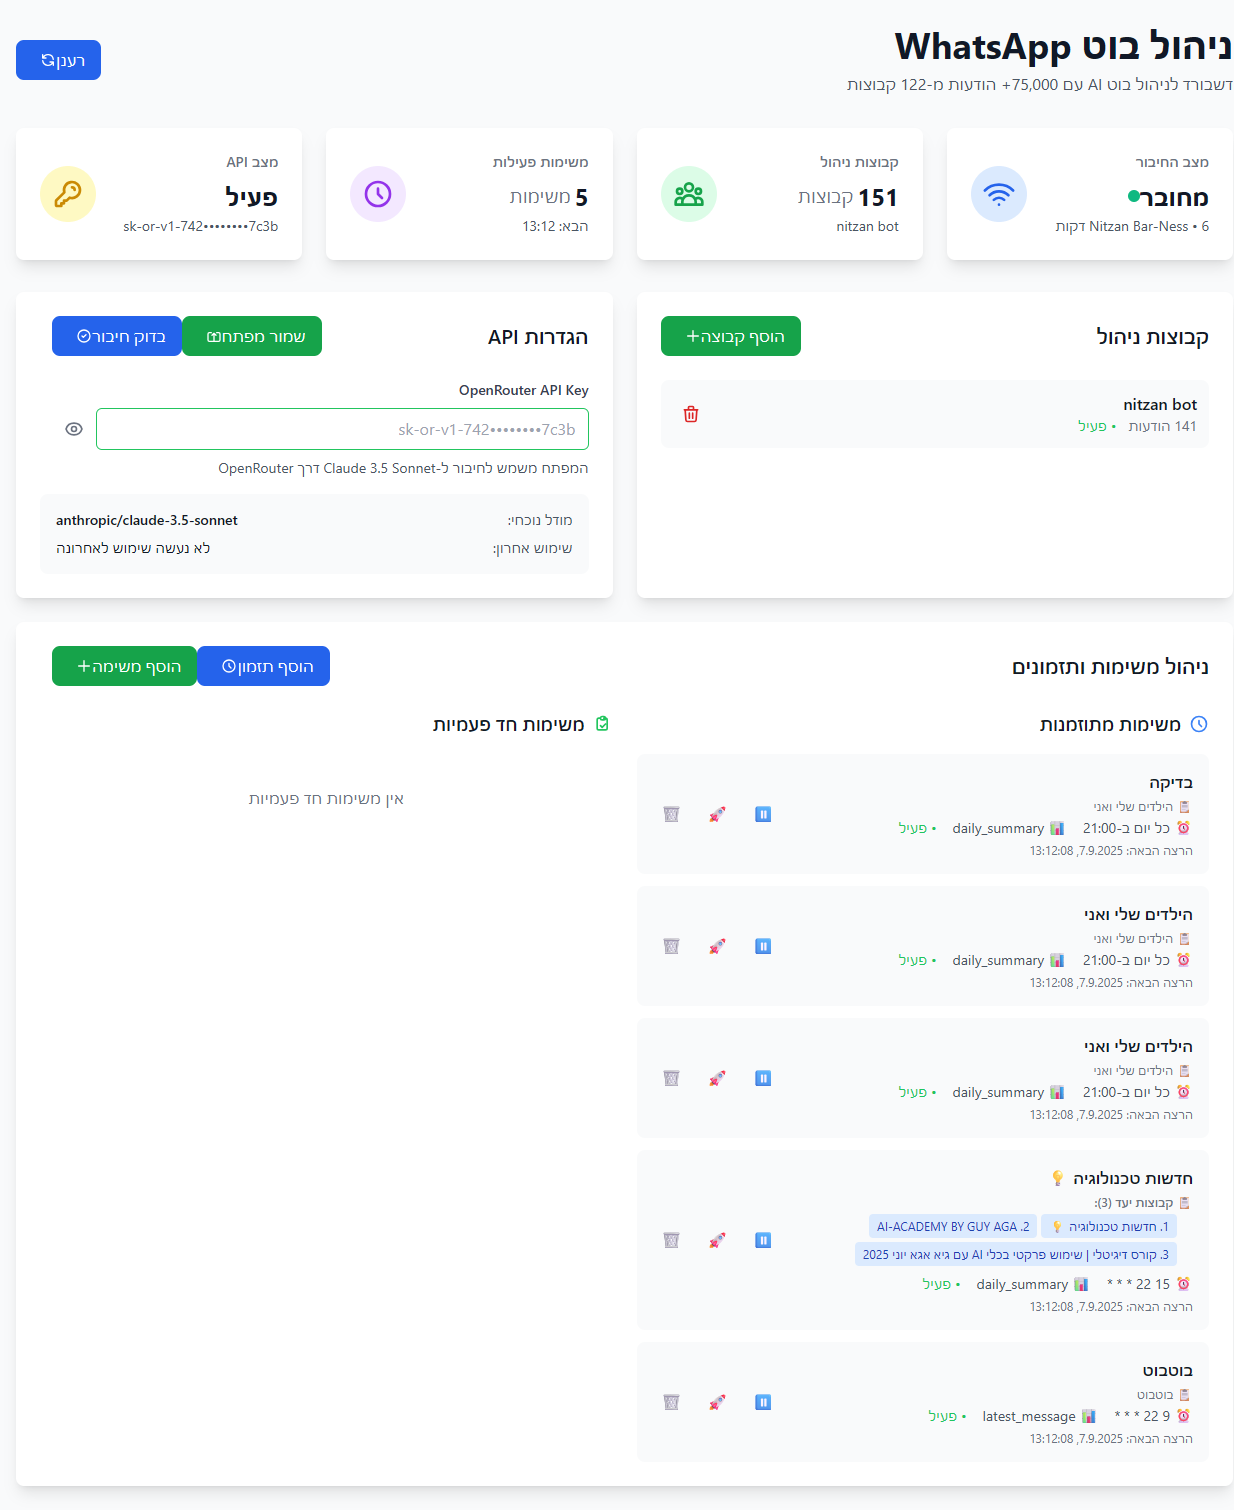 ניהול בוט WhatsApp
דשבורד לניהול בוט AI עם 75,000+ הודעות מ-122 קבוצות
רענן
מצב החיבור
מחובר
Nitzan Bar-Ness • 6 דקות
קבוצות ניהול
151 קבוצות
nitzan bot
משימות פעילות
5 משימות
הבא: 13:12
מצב API
פעיל
sk-or-v1-742••••••••7c3b
קבוצות ניהול
הוסף קבוצה
nitzan bot
141 הודעות • פעיל
הגדרות API
שמור מפתח
בדוק חיבור
OpenRouter API Key
sk-or-v1-742••••••••7c3b
המפתח משמש לחיבור ל-Claude 3.5 Sonnet דרך OpenRouter
מודל נוכחי: anthropic/claude-3.5-sonnet
שימוש אחרון: לא נעשה שימוש לאחרונה
ניהול משימות ותזמונים
הוסף תזמון
הוסף משימה
משימות מתוזמנות
בדיקה
הילדים שלי ואני
כל יום ב-21:00 daily_summary • פעיל
הרצה הבאה: 7.9.2025, 13:12:08
הילדים שלי ואני
הילדים שלי ואני
כל יום ב-21:00 daily_summary • פעיל
הרצה הבאה: 7.9.2025, 13:12:08
הילדים שלי ואני
הילדים שלי ואני
כל יום ב-21:00 daily_summary • פעיל
הרצה הבאה: 7.9.2025, 13:12:08
חדשות טכנולוגיה 💡
קבוצות יעד (3):
1. חדשות טכנולוגיה 💡 2. AI-ACADEMY BY GUY AGA
3. קורס דיגיטלי | שימוש פרקטי בכלי AI עם גיא אגא יוני 2025
15 22 * * * daily_summary • פעיל
הרצה הבאה: 7.9.2025, 13:12:08
בוטבוט
בוטבוט
9 22 * * * latest_message • פעיל
הרצה הבאה: 7.9.2025, 13:12:08
משימות חד פעמיות
אין משימות חד פעמיות